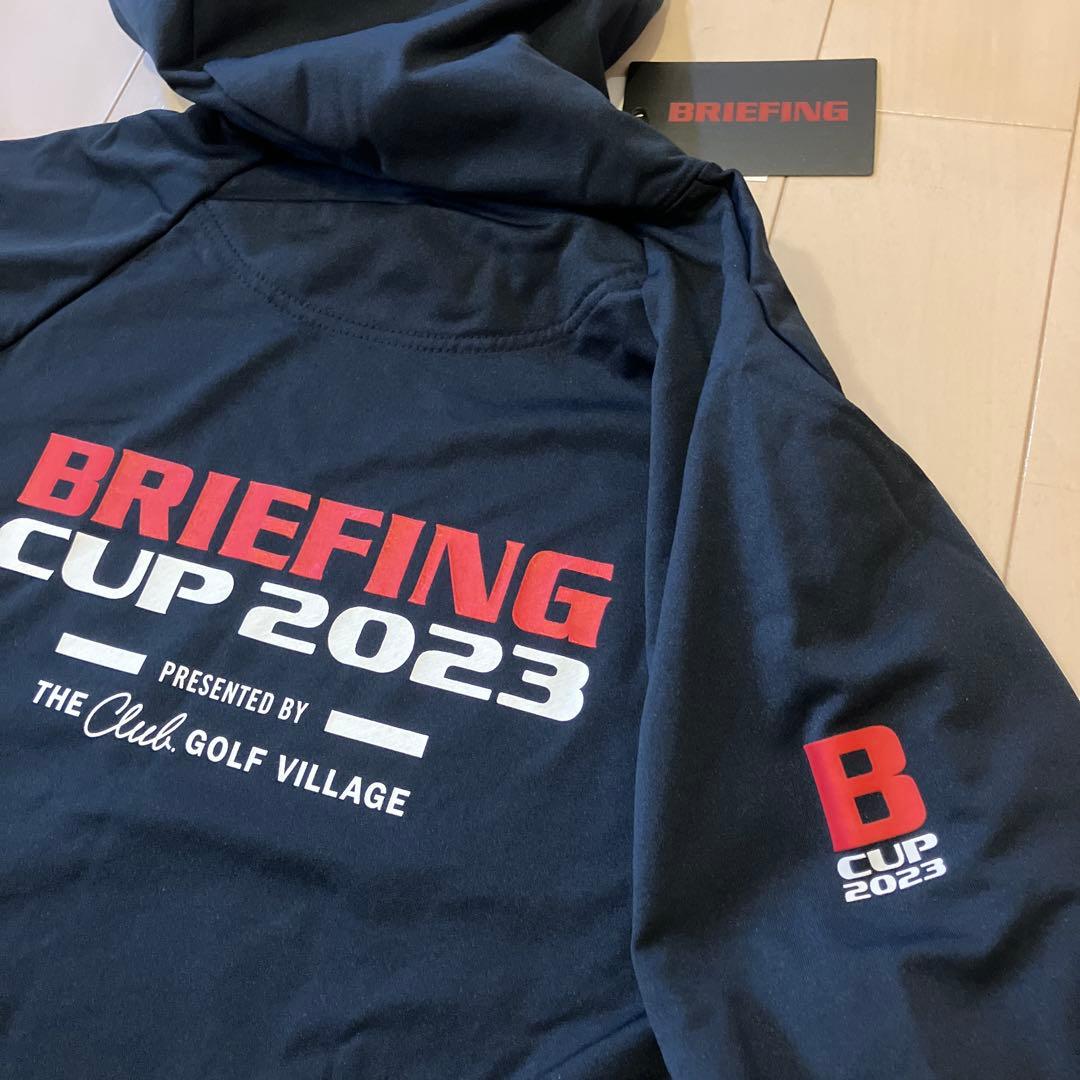 BRIEFING
BRIEFING
CUP 2023
PRESENTED BY
THE Club. GOLF VILLAGE
B
CUP
2023